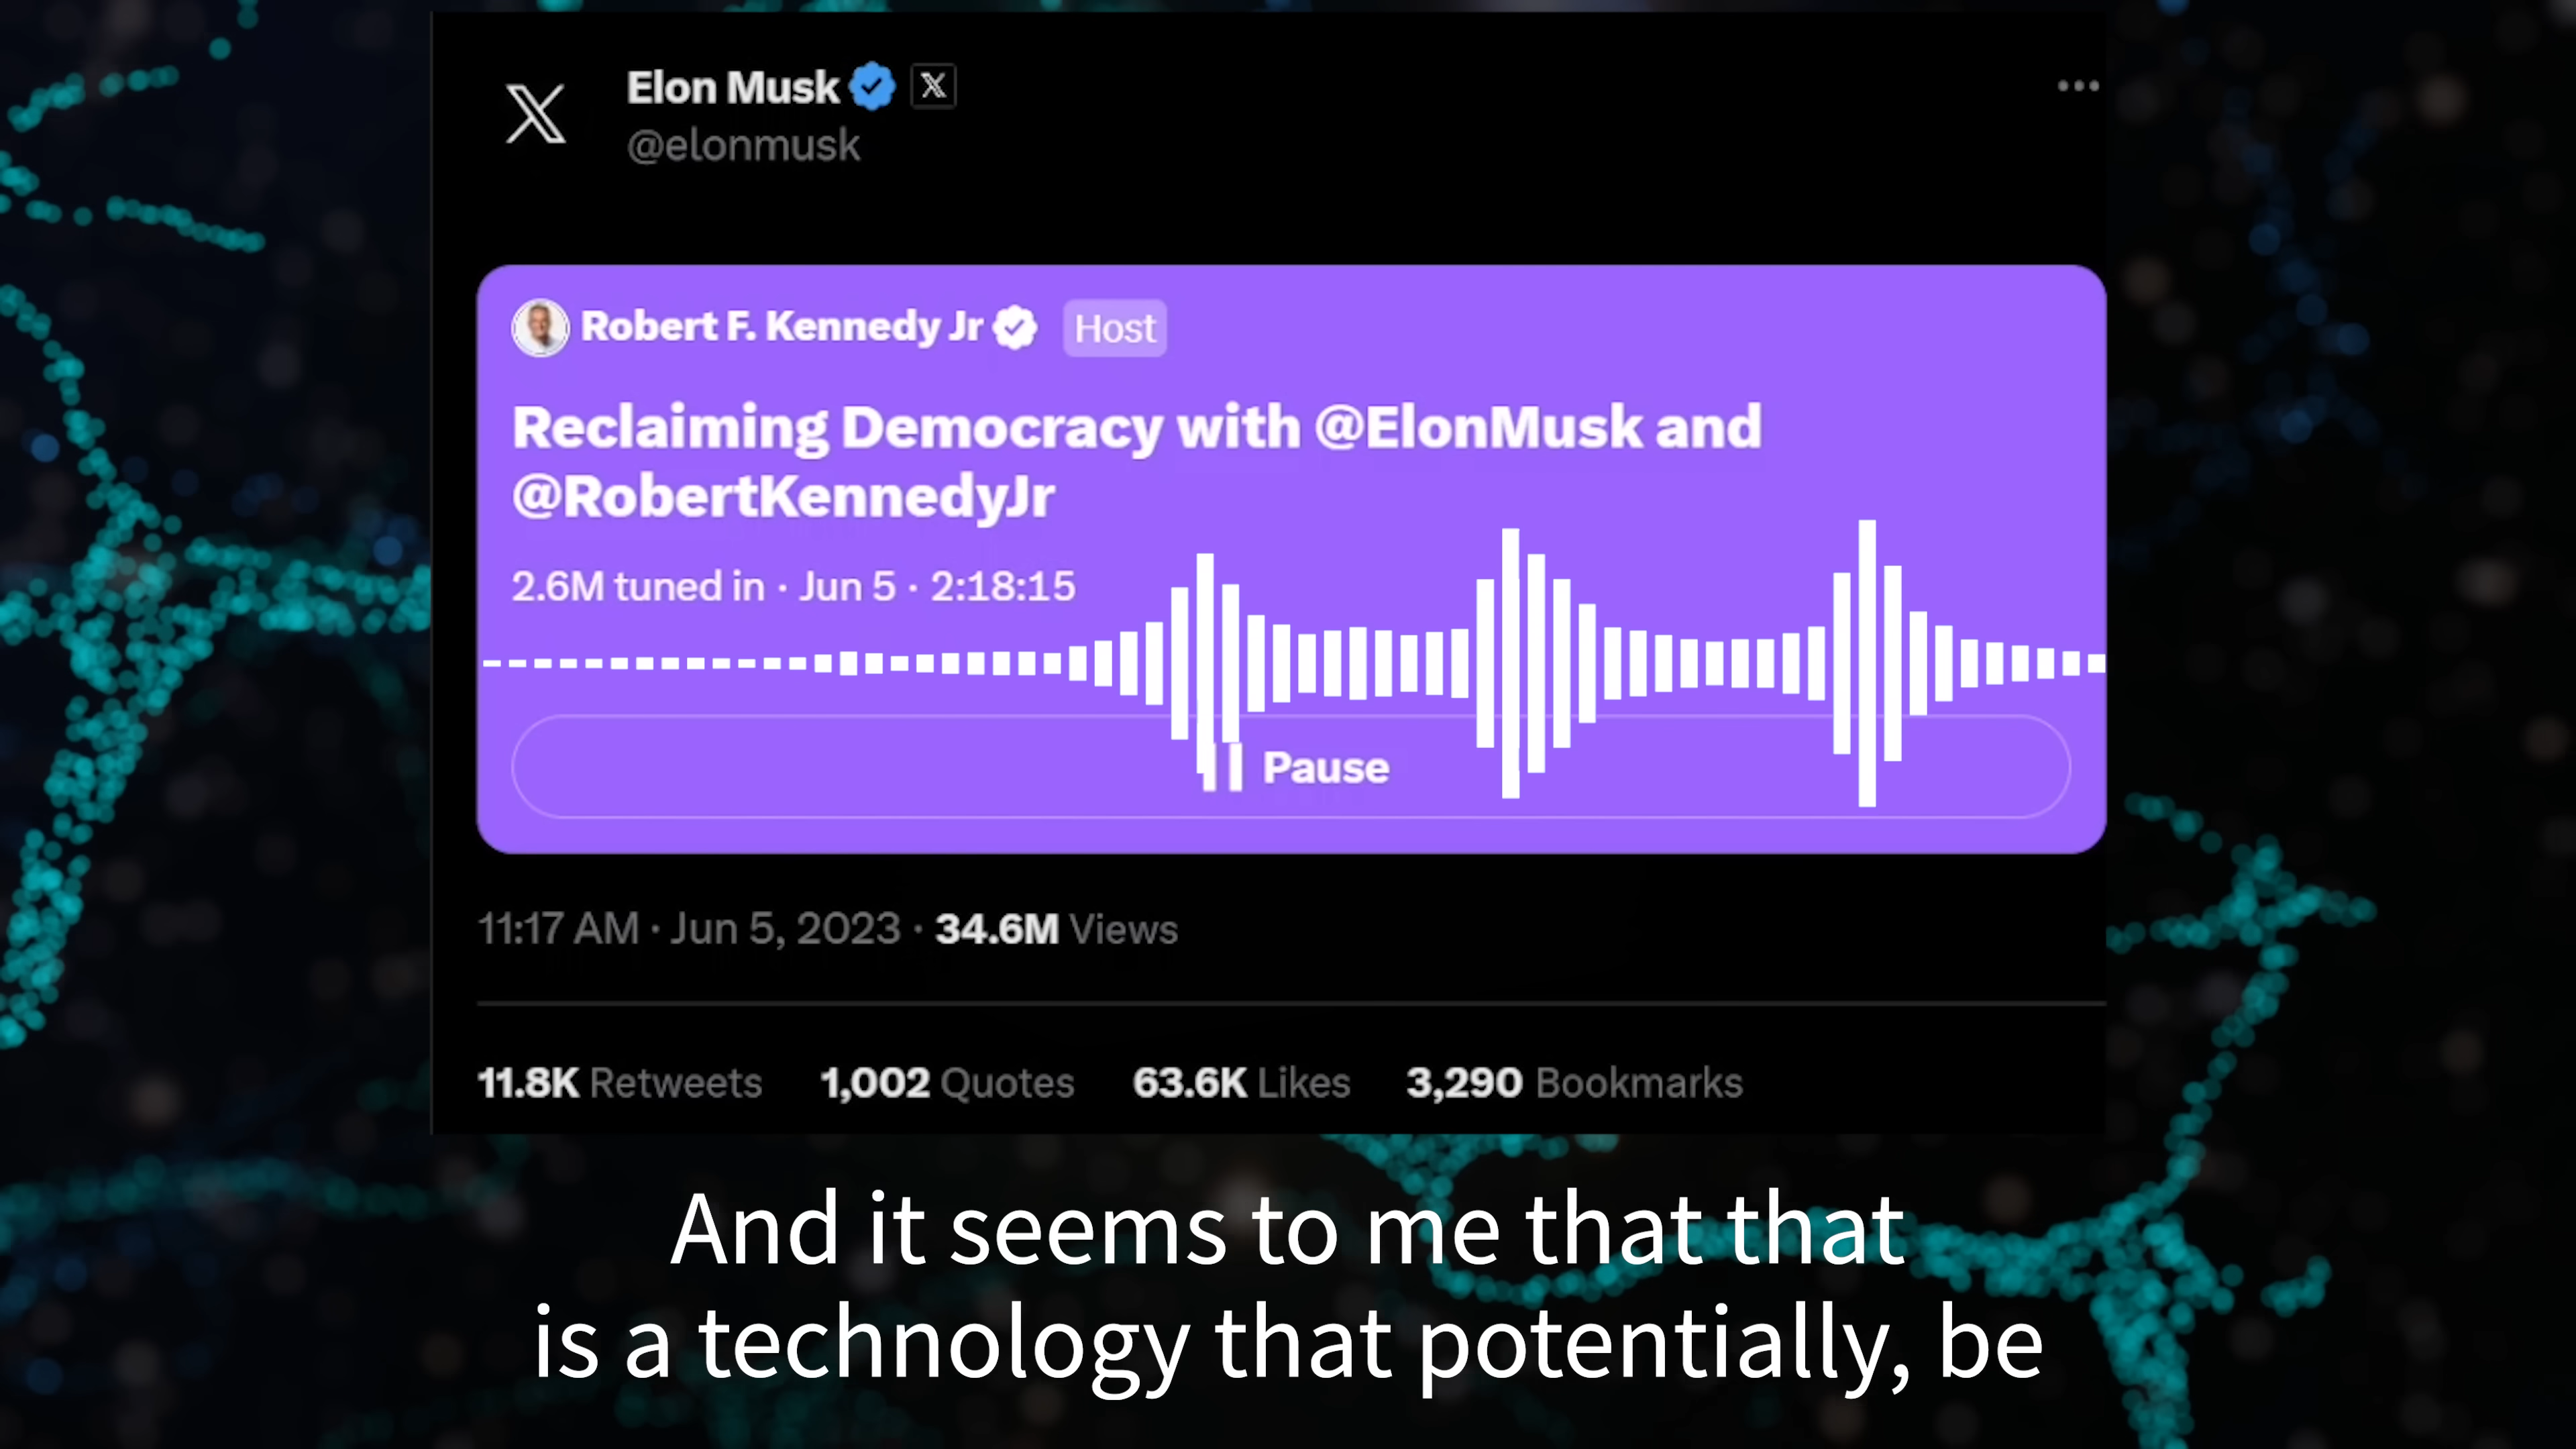 Elon Musk
@elonmusk
Robert F. Kennedy Jr Host
Reclaiming Democracy with @ElonMusk and
@RobertKennedyJr
2.6M tuned in · Jun 5 · 2:18:15
Pause
11:17 AM · Jun 5, 2023 · 34.6M Views
11.8K Retweets 1,002 Quotes 63.6K Likes 3,290 Bookmarks
And it seems to me that that
is a technology that potentially, be